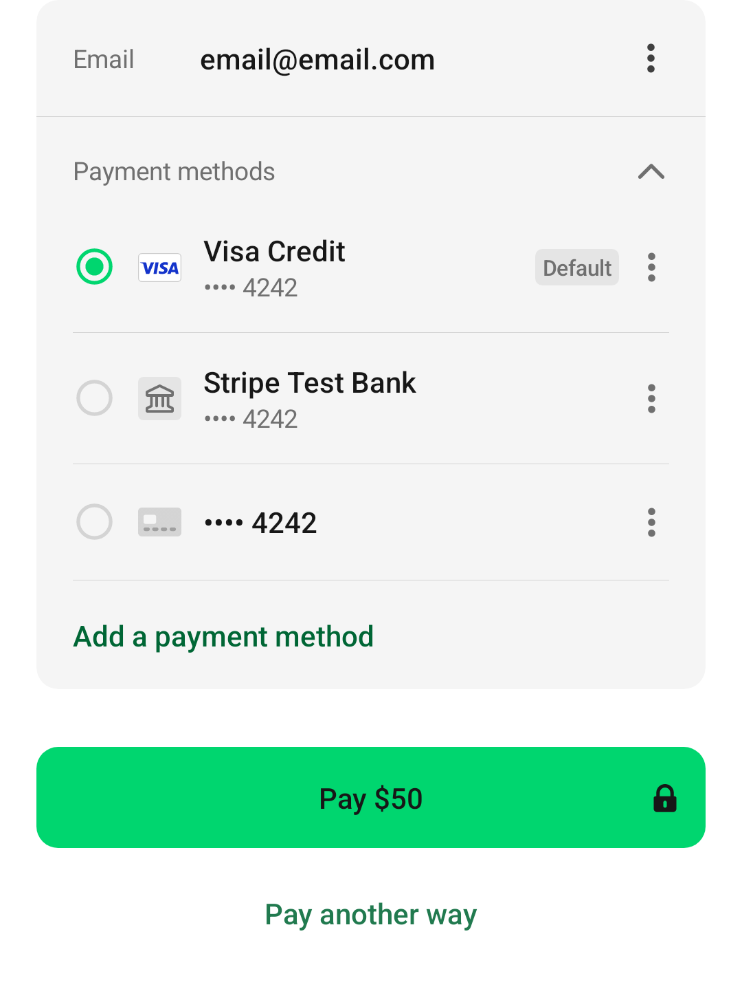 Email email@email.com
Payment methods
VISA Visa Credit
•••• 4242
Default
Stripe Test Bank
•••• 4242
•••• 4242
Add a payment method
Pay $50
Pay another way